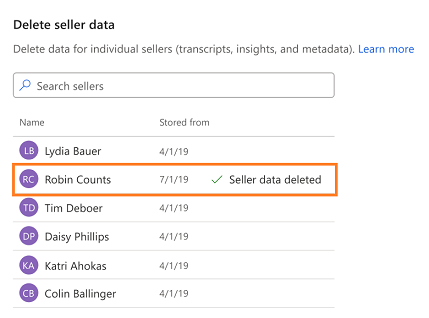 Delete seller data
Delete data for individual sellers (transcripts, insights, and metadata). Learn more
Search sellers
Name Stored from
LB Lydia Bauer 4/1/19
RC Robin Counts 7/1/19 Seller data deleted
TD Tim Deboer 4/1/19
DP Daisy Phillips 4/1/19
KA Katri Ahokas 4/1/19
CB Colin Ballinger 4/1/19